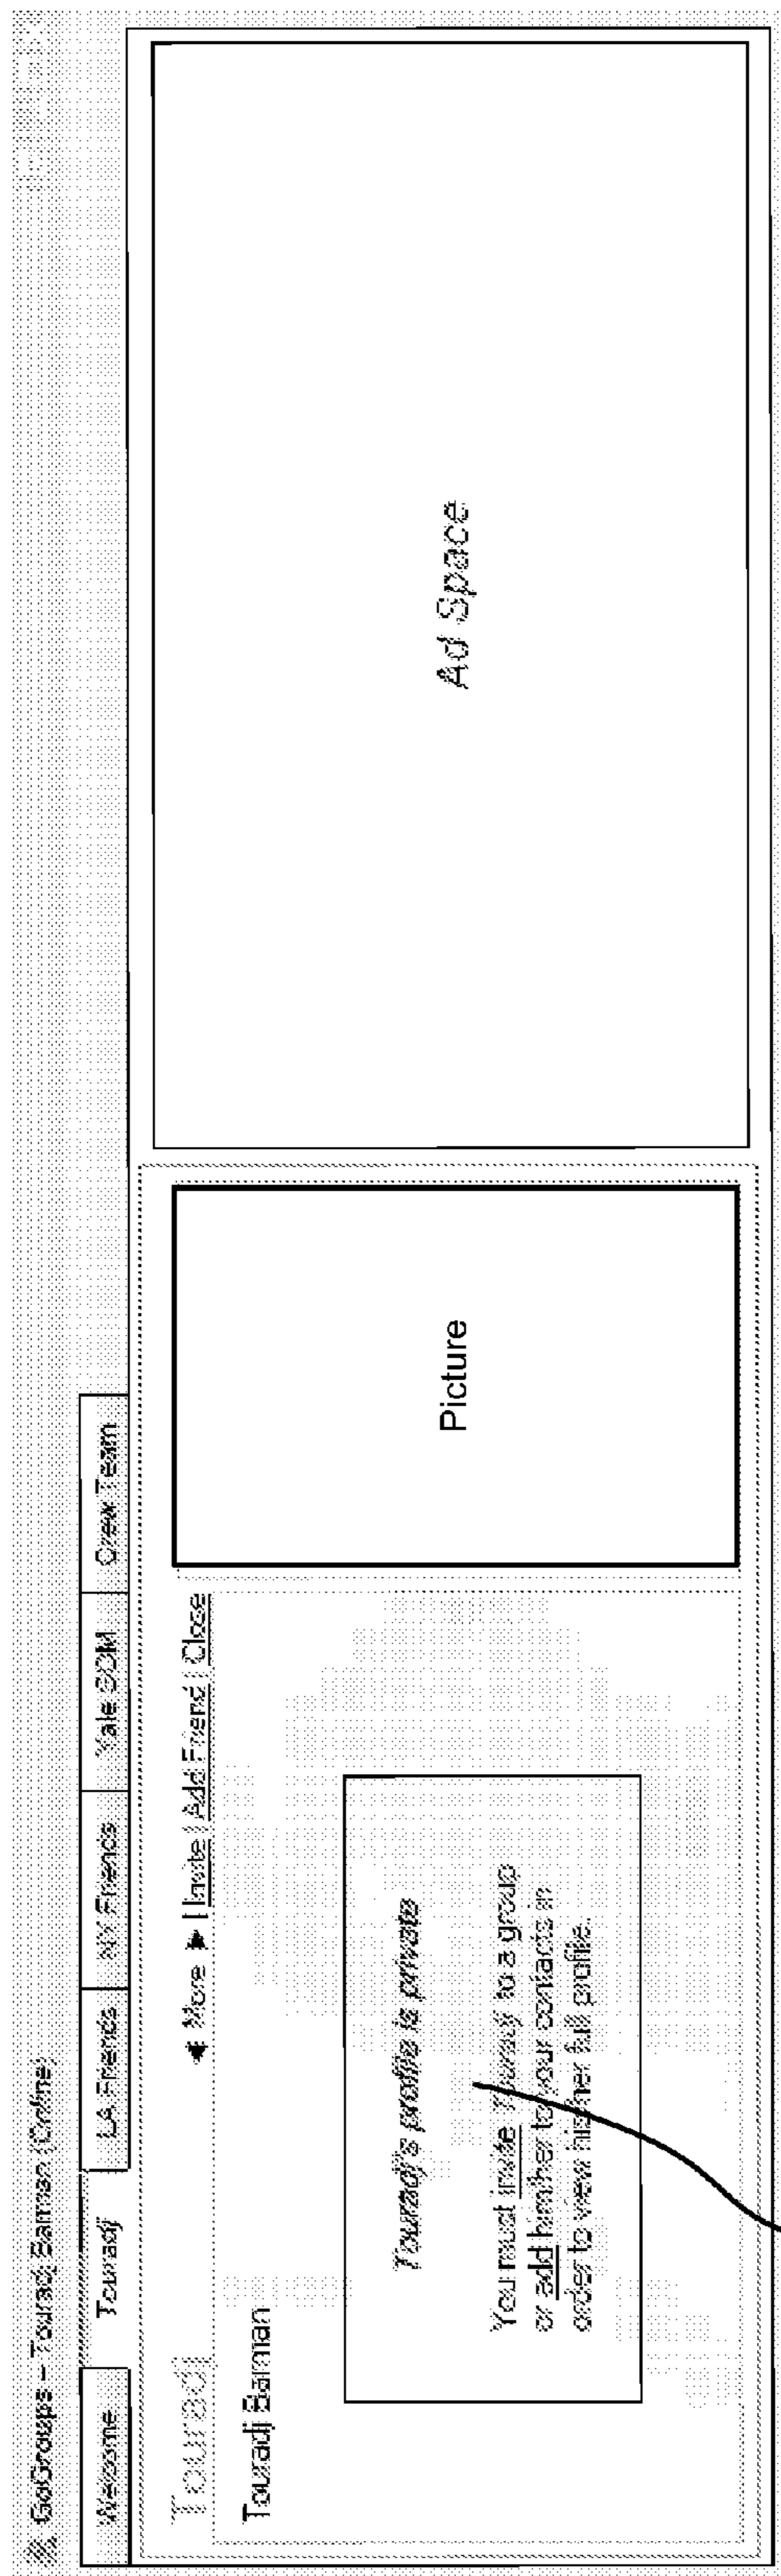 GoGroups – Touradj Barman (Online)
Welcome
Touradj
LA Friends
NY Friends
Yale SOM
Crew Team
Touradj
◀ More ▶ | Invite | Add Friend | Close
Touradj Barman
Touradj's profile is private
You must invite Touradj to a group
or add him/her to your contacts in
order to view his/her full profile.
Picture
Ad Space